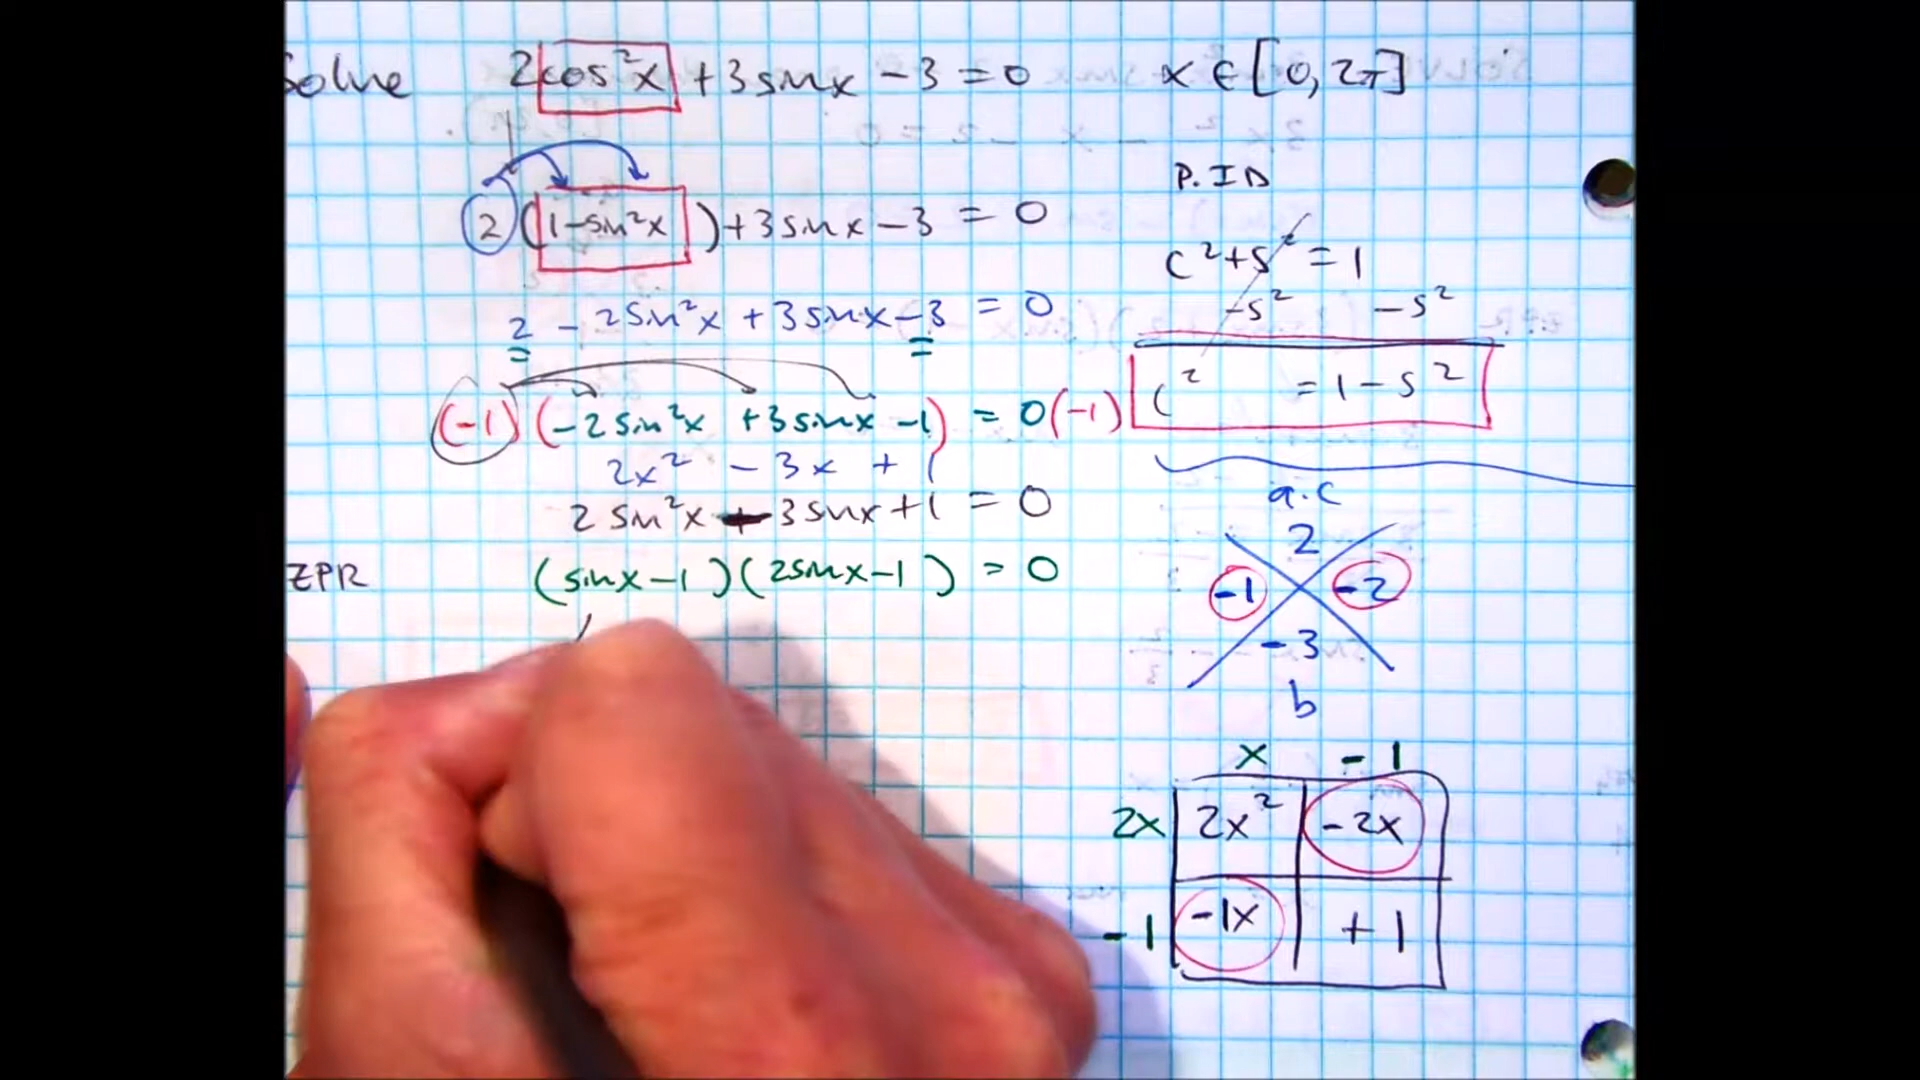 Solve 2cos²x +3sinx -3 = 0 x ∈ [0, 2π]
2 (1-sin²x) +3sinx -3 = 0
2 - 2sin²x + 3sinx - 3 = 0
(-1) (-2sin²x +3sinx -1) = 0(-1)
2x² - 3x + 1
2sin²x - 3sinx +1 = 0
ZPR (sinx-1)(2sinx-1) = 0
P.ID
c²+s² = 1
-s² -s²
c² = 1-s²
a.c
2
-1 -2
-3
b
x -1
2x 2x² -2x
-1 -1x +1